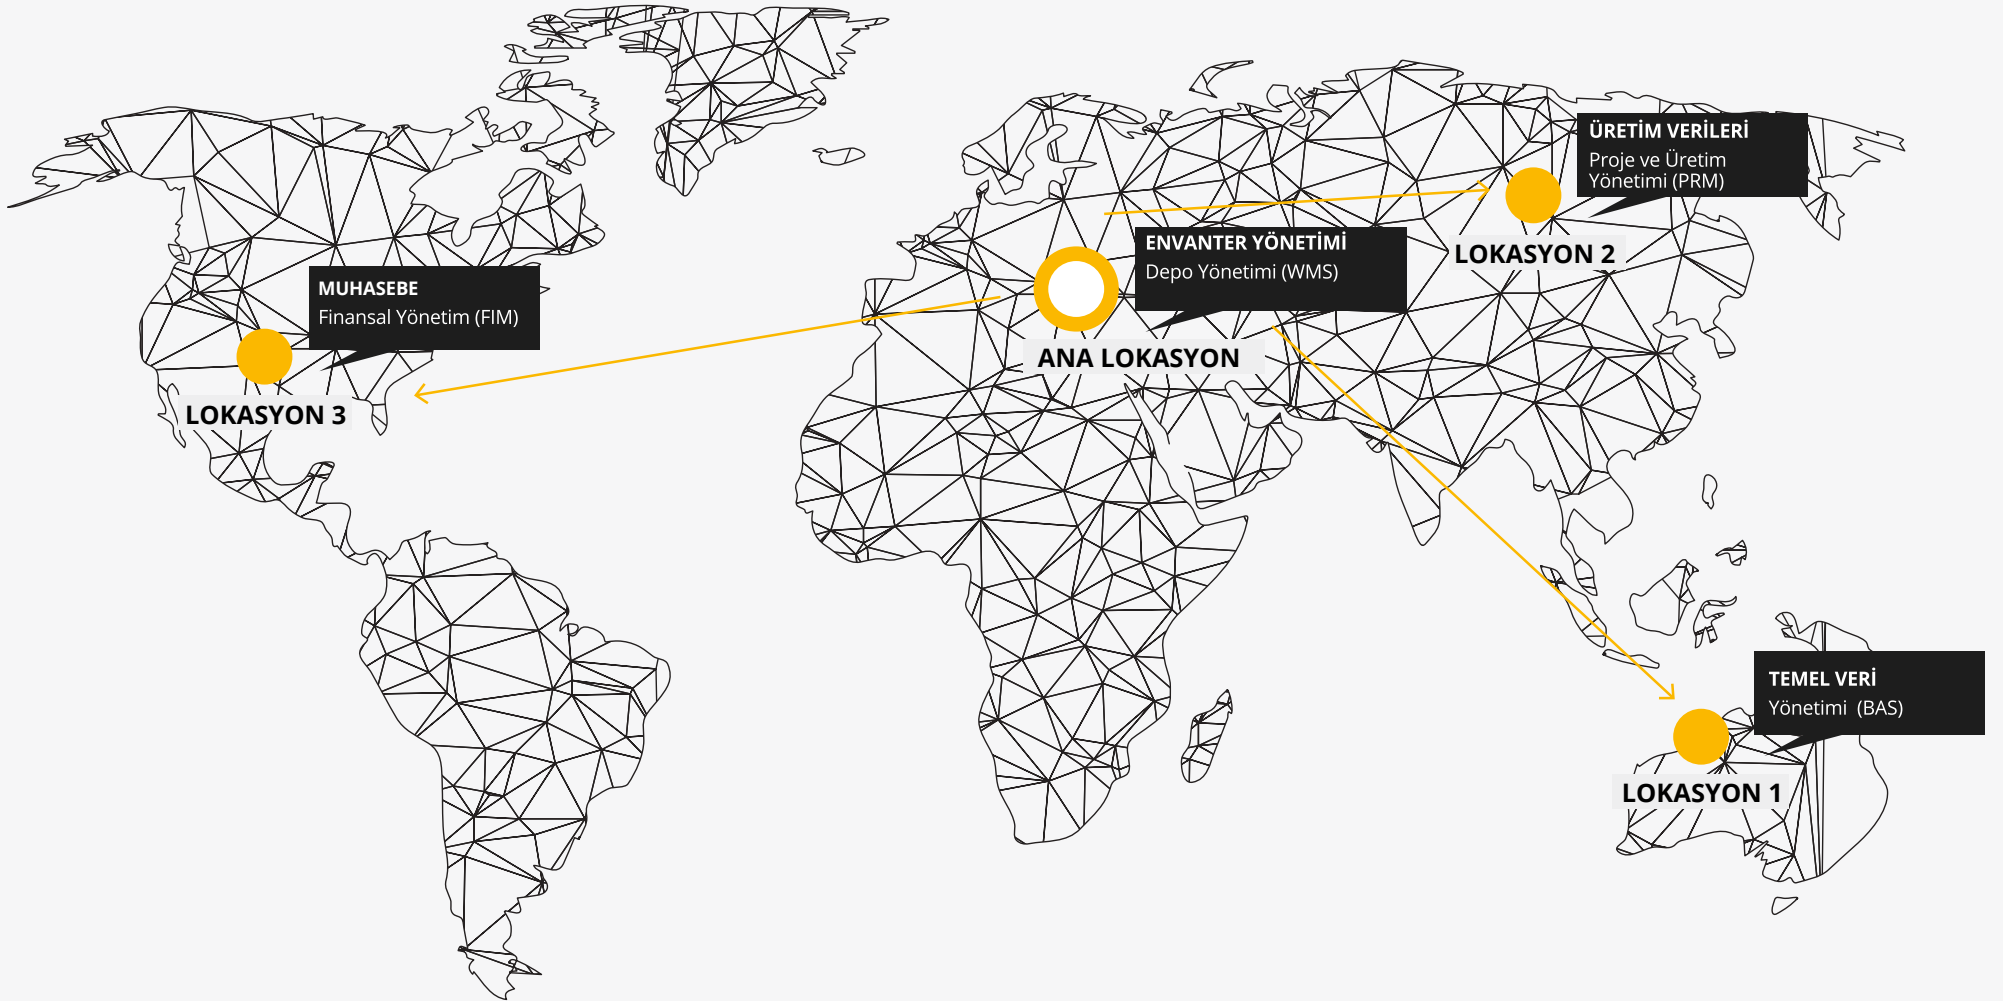 ÜRETİM VERİLERİ
Proje ve Üretim
Yönetimi (PRM)
LOKASYON 2
ENVANTER YÖNETİMİ
Depo Yönetimi (WMS)
ANA LOKASYON
MUHASEBE
Finansal Yönetim (FIM)
LOKASYON 3
TEMEL VERİ
Yönetimi (BAS)
LOKASYON 1